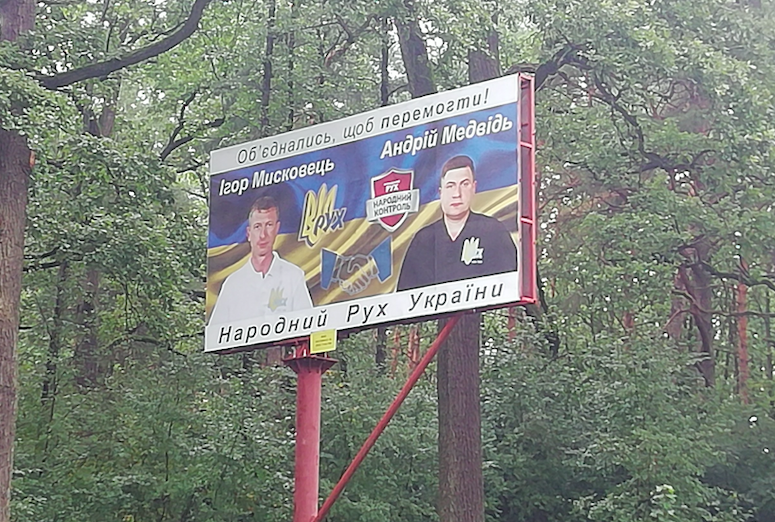 Об'єднались, щоб перемогти!
Ігор Мисковець
Андрій Медвідь
РУХ
РУХ
НАРОДНИЙ
КОНТРОЛЬ
Народний Рух України